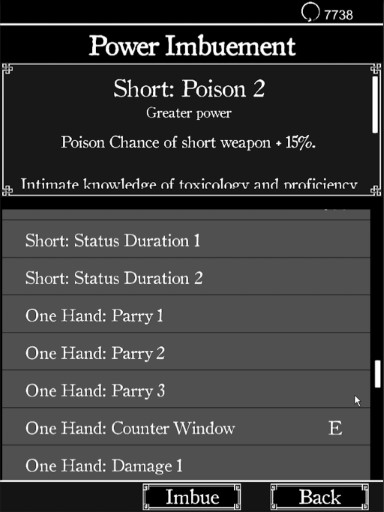 7738
Power Imbuement
Short: Poison 2
Greater power
Poison Chance of short weapon + 15%.
Intimate knowledge of toxicology and proficiency
Short: Status Duration 1
Short: Status Duration 2
One Hand: Parry 1
One Hand: Parry 2
One Hand: Parry 3
One Hand: Counter Window E
One Hand: Damage 1
Imbue Back